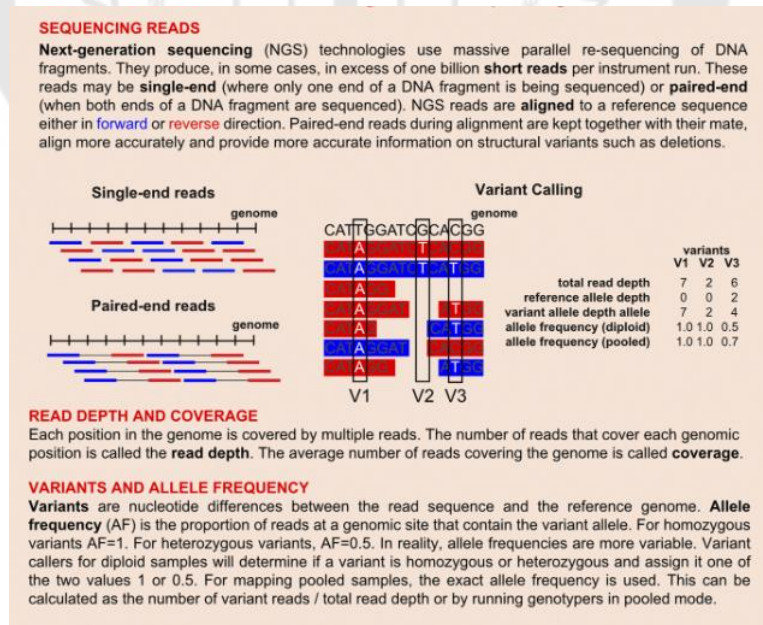 SEQUENCING READS
Next-generation sequencing (NGS) technologies use massive parallel re-sequencing of DNA
fragments. They produce, in some cases, in excess of one billion short reads per instrument run. These
reads may be single-end (where only one end of a DNA fragment is being sequenced) or paired-end
(when both ends of a DNA fragment are sequenced). NGS reads are aligned to a reference sequence
either in forward or reverse direction. Paired-end reads during alignment are kept together with their mate,
align more accurately and provide more accurate information on structural variants such as deletions.
Single-end reads
genome
Paired-end reads
genome
Variant Calling
genome
CATTGGATCGCACGG
A T
A T T
A
A T
A T
A
A T
V1 V2 V3
variants
V1 V2 V3
total read depth 7 2 6
reference allele depth 0 0 2
variant allele depth allele 7 2 4
allele frequency (diploid) 1.0 1.0 0.5
allele frequency (pooled) 1.0 1.0 0.7
READ DEPTH AND COVERAGE
Each position in the genome is covered by multiple reads. The number of reads that cover each genomic
position is called the read depth. The average number of reads covering the genome is called coverage.
VARIANTS AND ALLELE FREQUENCY
Variants are nucleotide differences between the read sequence and the reference genome. Allele
frequency (AF) is the proportion of reads at a genomic site that contain the variant allele. For homozygous
variants AF=1. For heterozygous variants, AF=0.5. In reality, allele frequencies are more variable. Variant
callers for diploid samples will determine if a variant is homozygous or heterozygous and assign it one of
the two values 1 or 0.5. For mapping pooled samples, the exact allele frequency is used. This can be
calculated as the number of variant reads / total read depth or by running genotypers in pooled mode.